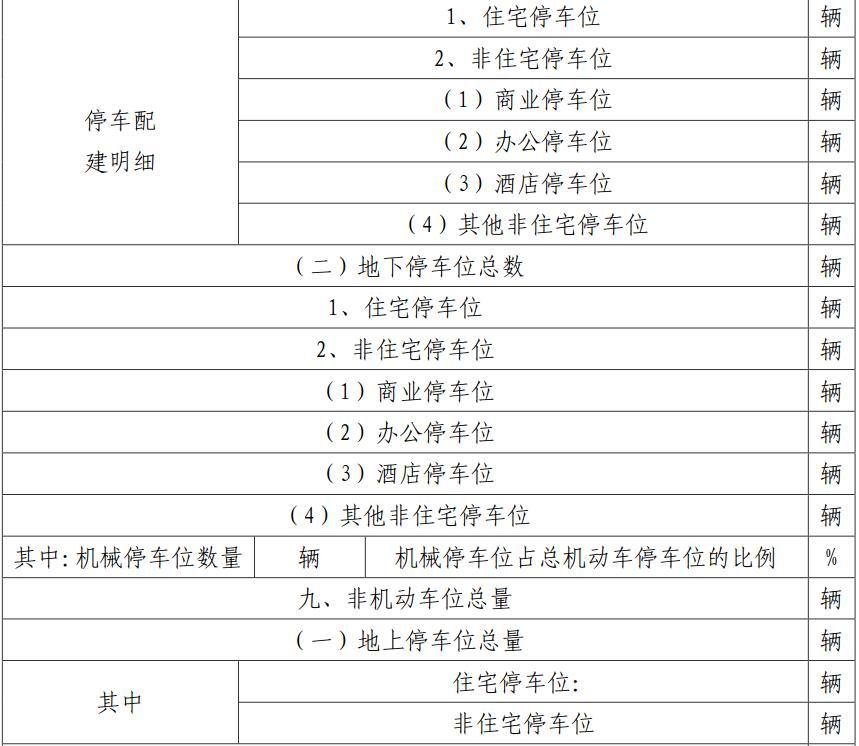 1、住宅停车位 辆
2、非住宅停车位 辆
（1）商业停车位 辆
停车配
建明细
（2）办公停车位 辆
（3）酒店停车位 辆
（4）其他非住宅停车位 辆
（二）地下停车位总数 辆
1、住宅停车位 辆
2、非住宅停车位 辆
（1）商业停车位 辆
（2）办公停车位 辆
（3）酒店停车位 辆
（4）其他非住宅停车位 辆
其中：机械停车位数量 辆 机械停车位占总机动车停车位的比例 %
九、非机动车位总量 辆
（一）地上停车位总量 辆
其中
住宅停车位： 辆
非住宅停车位 辆